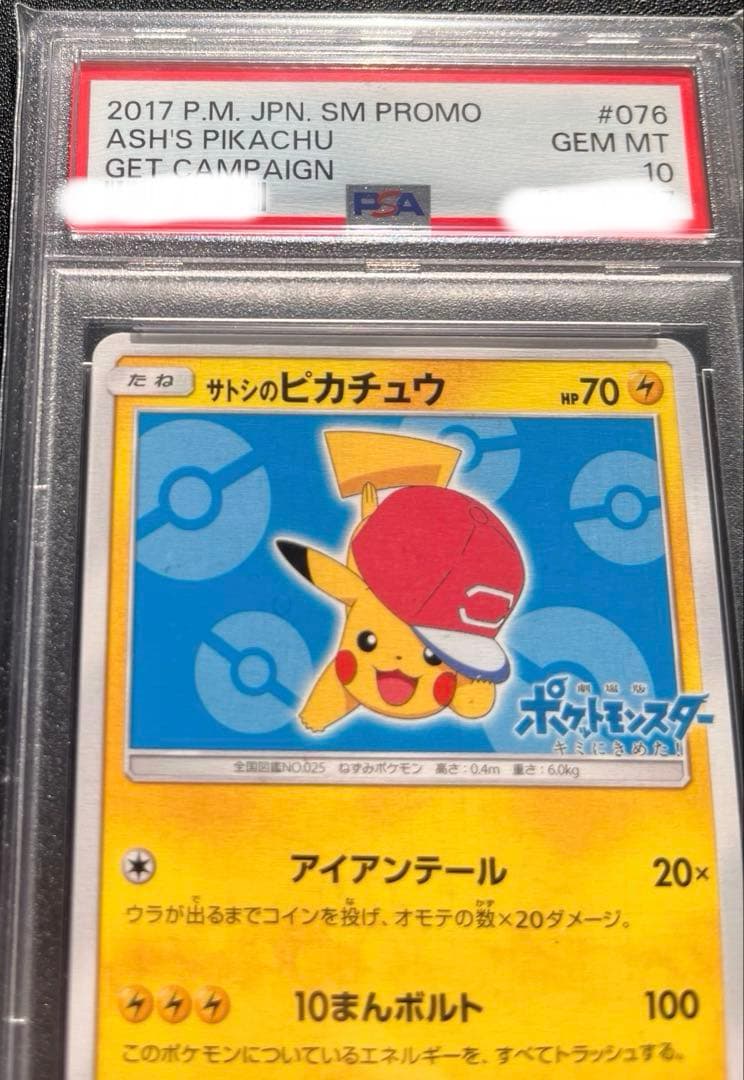 2017 P.M. JPN. SM PROMO #076
ASH'S PIKACHU GEM MT
GET CAMPAIGN 10
PSA
たね サトシのピカチュウ HP70
劇場版
ポケットモンスター
キミにきめた!
全国図鑑NO.025 ねずみポケモン 高さ:0.4m 重さ:6.0kg
アイアンテール 20×
ウラが出るまでコインを投げ、オモテの数×20ダメージ。
10まんボルト 100
このポケモンについているエネルギーを、すべてトラッシュする。